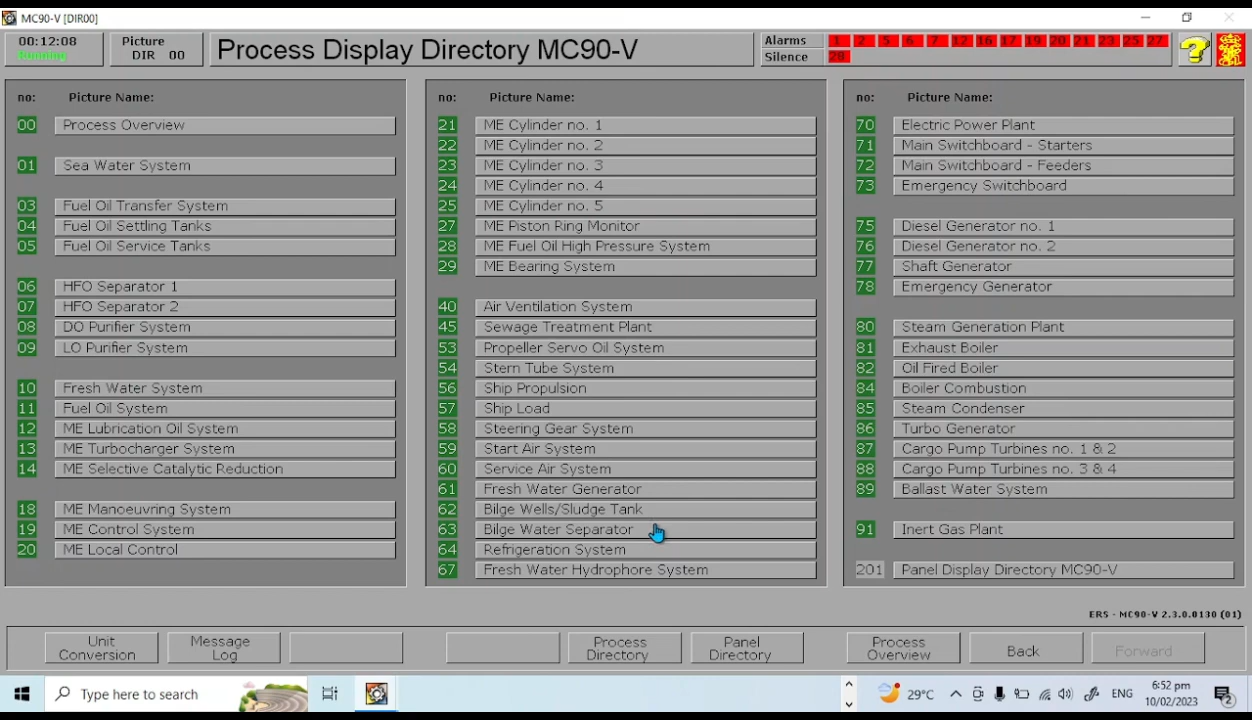 MC90-V [DIR00]
00:12:08
Running
Picture
DIR 00
Process Display Directory MC90-V
Alarms 1 2 5 6 7 12 16 17 19 20 21 23 25 27
Silence 28
no: Picture Name:
00 Process Overview
01 Sea Water System
03 Fuel Oil Transfer System
04 Fuel Oil Settling Tanks
05 Fuel Oil Service Tanks
06 HFO Separator 1
07 HFO Separator 2
08 DO Purifier System
09 LO Purifier System
10 Fresh Water System
11 Fuel Oil System
12 ME Lubrication Oil System
13 ME Turbocharger System
14 ME Selective Catalytic Reduction
18 ME Manoeuvring System
19 ME Control System
20 ME Local Control
no: Picture Name:
21 ME Cylinder no. 1
22 ME Cylinder no. 2
23 ME Cylinder no. 3
24 ME Cylinder no. 4
25 ME Cylinder no. 5
27 ME Piston Ring Monitor
28 ME Fuel Oil High Pressure System
29 ME Bearing System
40 Air Ventilation System
45 Sewage Treatment Plant
53 Propeller Servo Oil System
54 Stern Tube System
56 Ship Propulsion
57 Ship Load
58 Steering Gear System
59 Start Air System
60 Service Air System
61 Fresh Water Generator
62 Bilge Wells/Sludge Tank
63 Bilge Water Separator
64 Refrigeration System
67 Fresh Water Hydrophore System
no: Picture Name:
70 Electric Power Plant
71 Main Switchboard - Starters
72 Main Switchboard - Feeders
73 Emergency Switchboard
75 Diesel Generator no. 1
76 Diesel Generator no. 2
77 Shaft Generator
78 Emergency Generator
80 Steam Generation Plant
81 Exhaust Boiler
82 Oil Fired Boiler
84 Boiler Combustion
85 Steam Condenser
86 Turbo Generator
87 Cargo Pump Turbines no. 1 & 2
88 Cargo Pump Turbines no. 3 & 4
89 Ballast Water System
91 Inert Gas Plant
201 Panel Display Directory MC90-V
ERS - MC90-V 2.3.0.0130 (01)
Unit
Conversion
Message
Log
Process
Directory
Panel
Directory
Process
Overview
Back
Forward
Type here to search
29°C
ENG
6:52 pm
10/02/2023
2